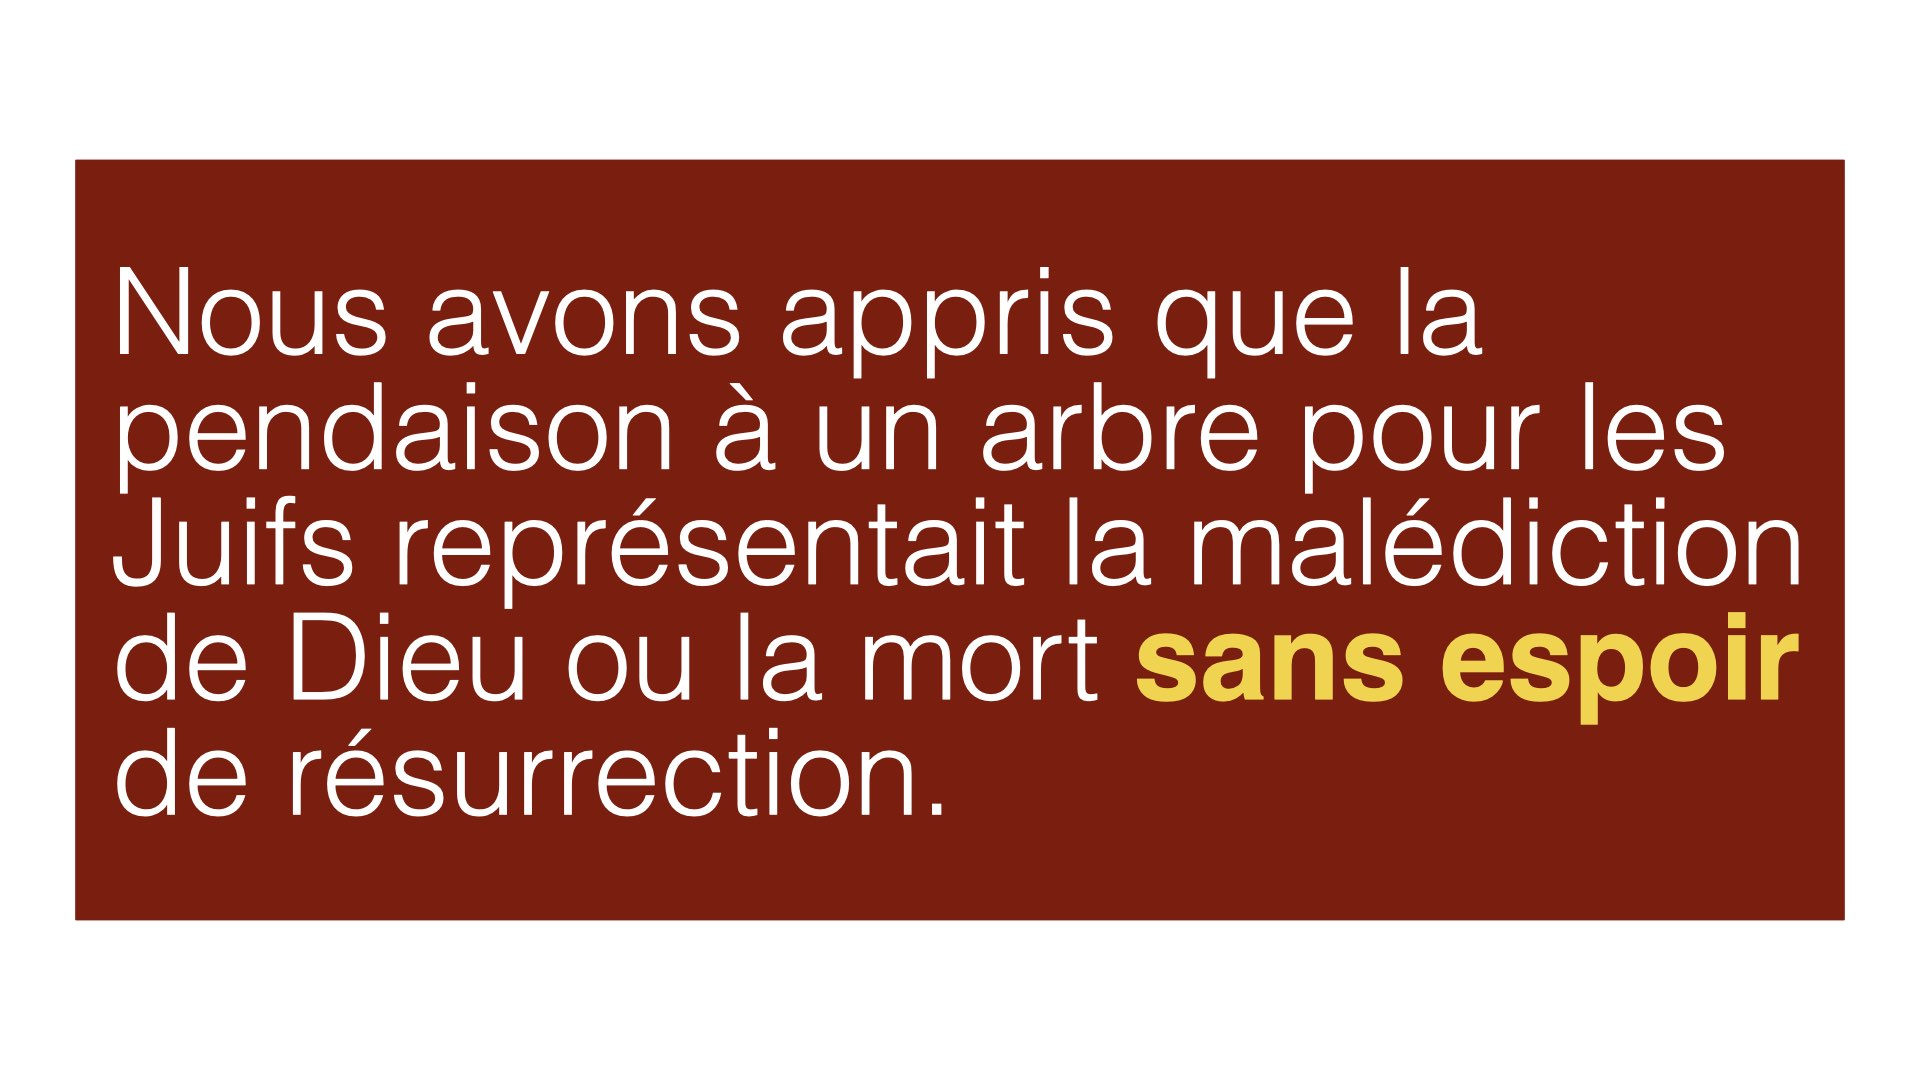 Nous avons appris que la
pendaison à un arbre pour les
Juifs représentait la malédiction
de Dieu ou la mort sans espoir
de résurrection.